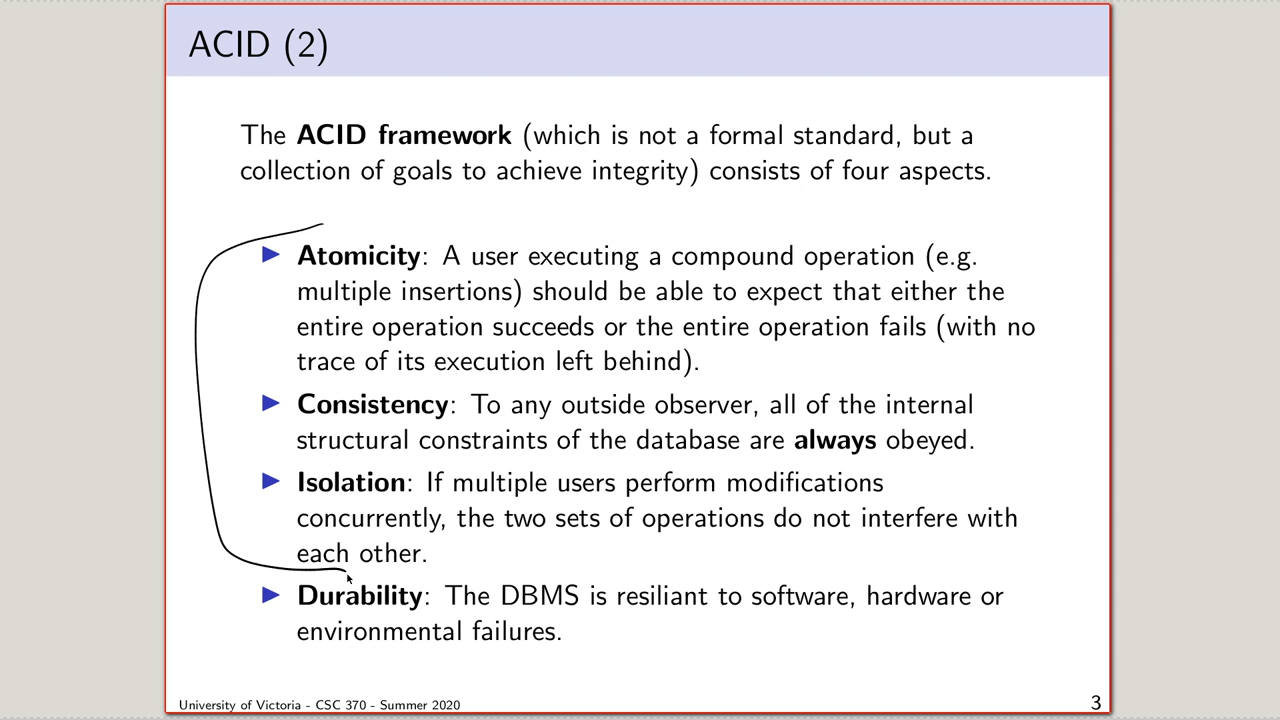 ACID (2)
The ACID framework (which is not a formal standard, but a
collection of goals to achieve integrity) consists of four aspects.
Atomicity: A user executing a compound operation (e.g.
multiple insertions) should be able to expect that either the
entire operation succeeds or the entire operation fails (with no
trace of its execution left behind).
Consistency: To any outside observer, all of the internal
structural constraints of the database are always obeyed.
Isolation: If multiple users perform modifications
concurrently, the two sets of operations do not interfere with
each other.
Durability: The DBMS is resiliant to software, hardware or
environmental failures.
University of Victoria - CSC 370 - Summer 2020
3